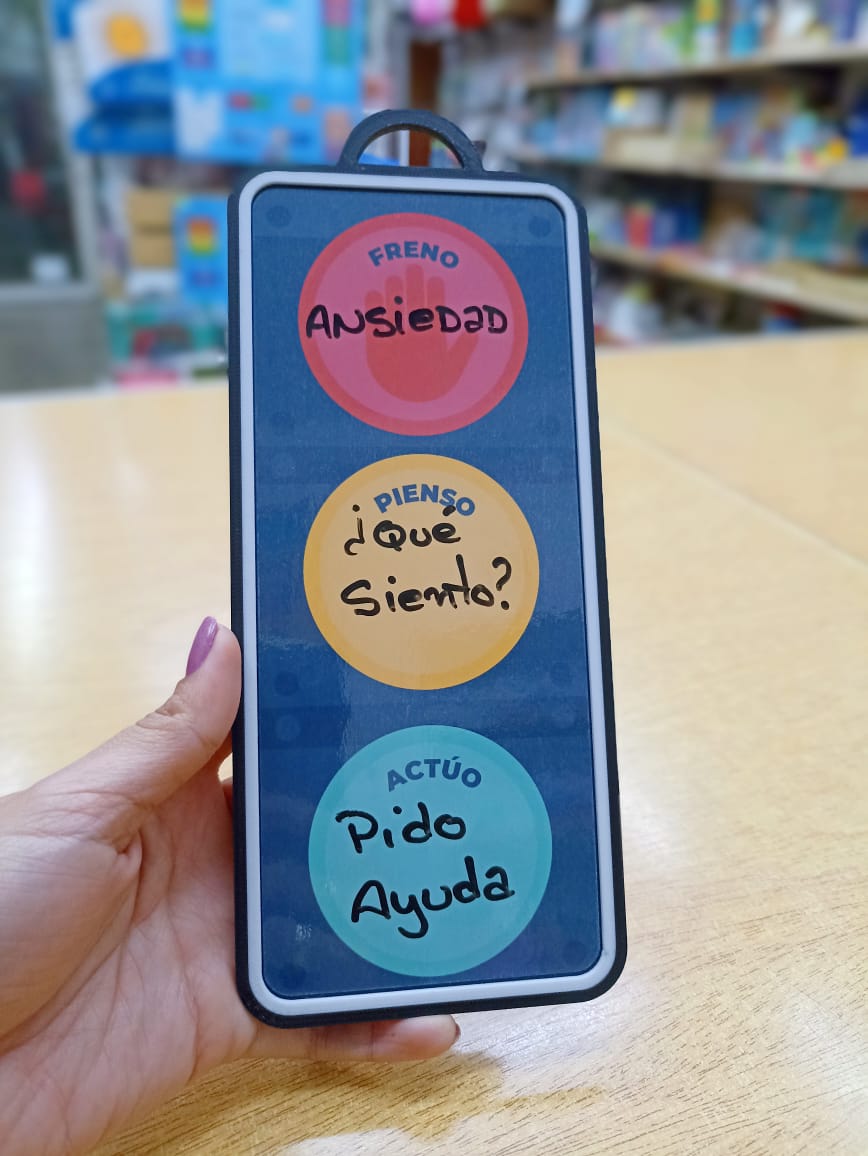 FRENO
ANSIEDAD
PIENSO
¿Qué
Siento?
ACTÚO
Pido
Ayuda